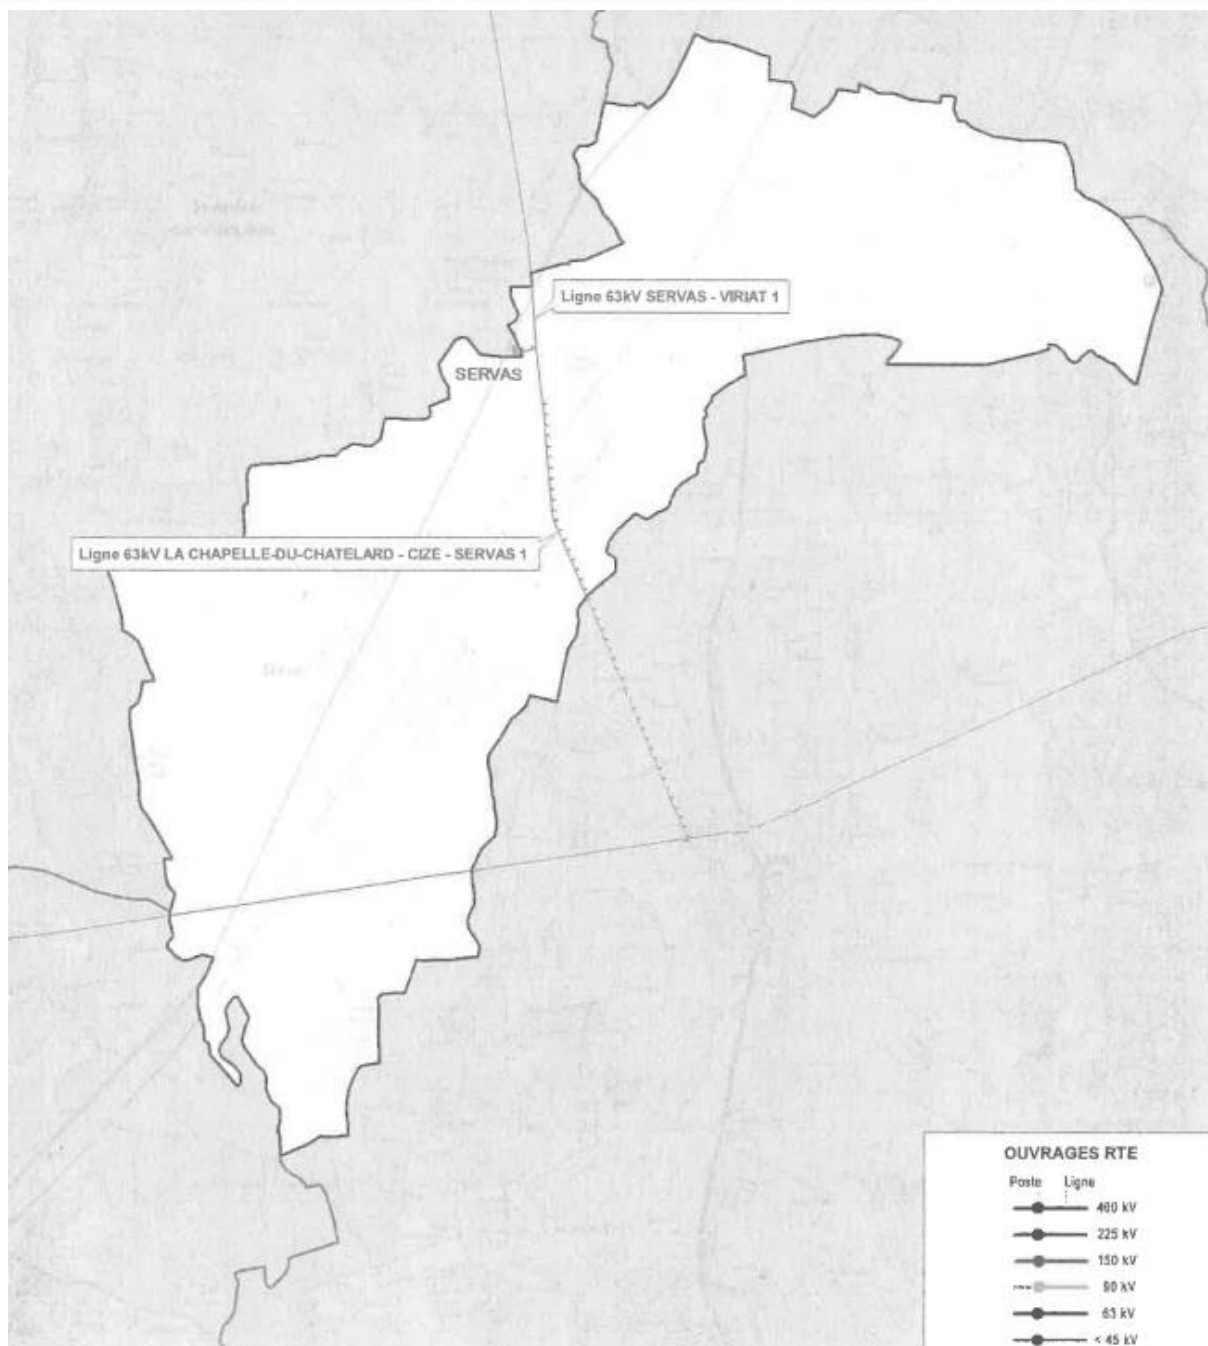 Ligne 63kV SERVAS - VIRIAT 1
SERVAS
Ligne 63kV LA CHAPELLE-DU-CHATELARD - CIZE - SERVAS 1
OUVRAGES RTE
Poste Ligne
400 kV
225 kV
150 kV
90 kV
63 kV
< 45 kV